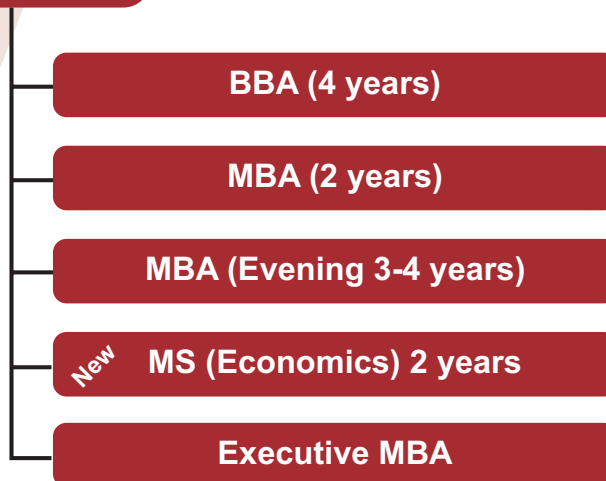 BBA (4 years)
MBA (2 years)
MBA (Evening 3-4 years)
New MS (Economics) 2 years
Executive MBA